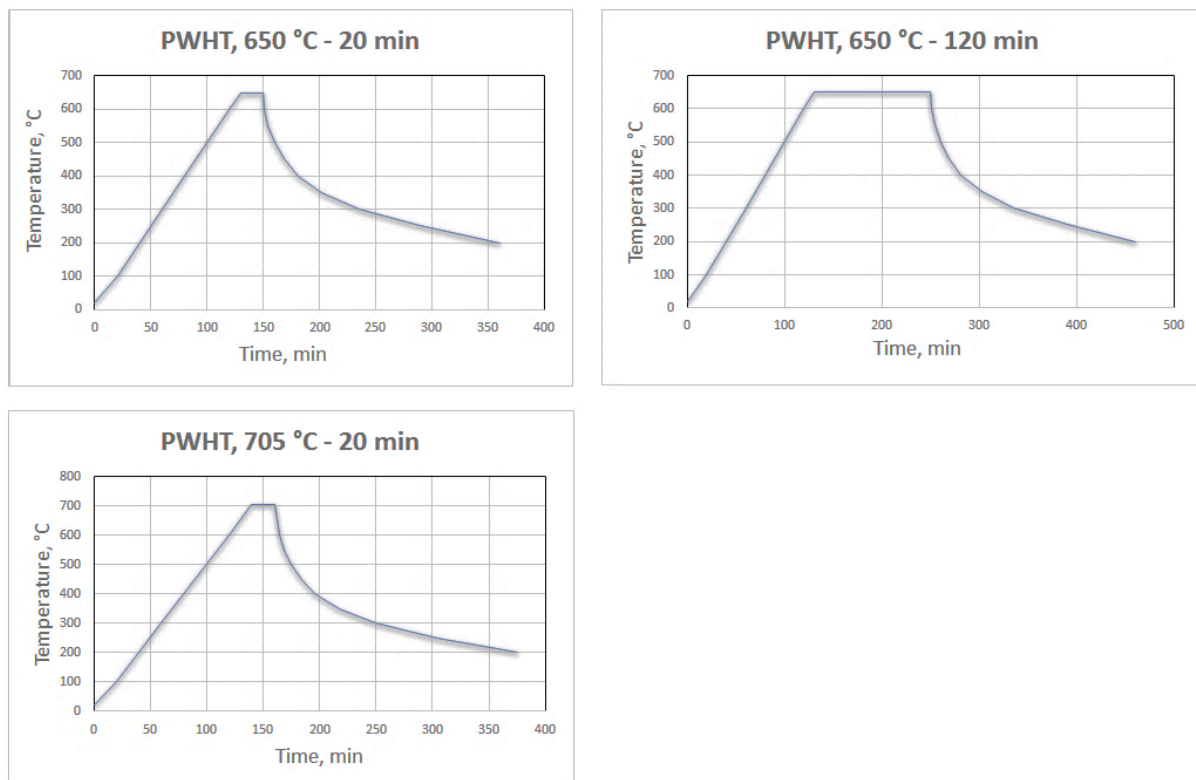 PWHT, 650 °C - 20 min
Temperature, °C
700
600
500
400
300
200
100
0
0 50 100 150 200 250 300 350 400
Time, min
PWHT, 650 °C - 120 min
Temperature, °C
700
600
500
400
300
200
100
0
0 100 200 300 400 500
Time, min
PWHT, 705 °C - 20 min
Temperature, °C
800
700
600
500
400
300
200
100
0
0 50 100 150 200 250 300 350 400
Time, min